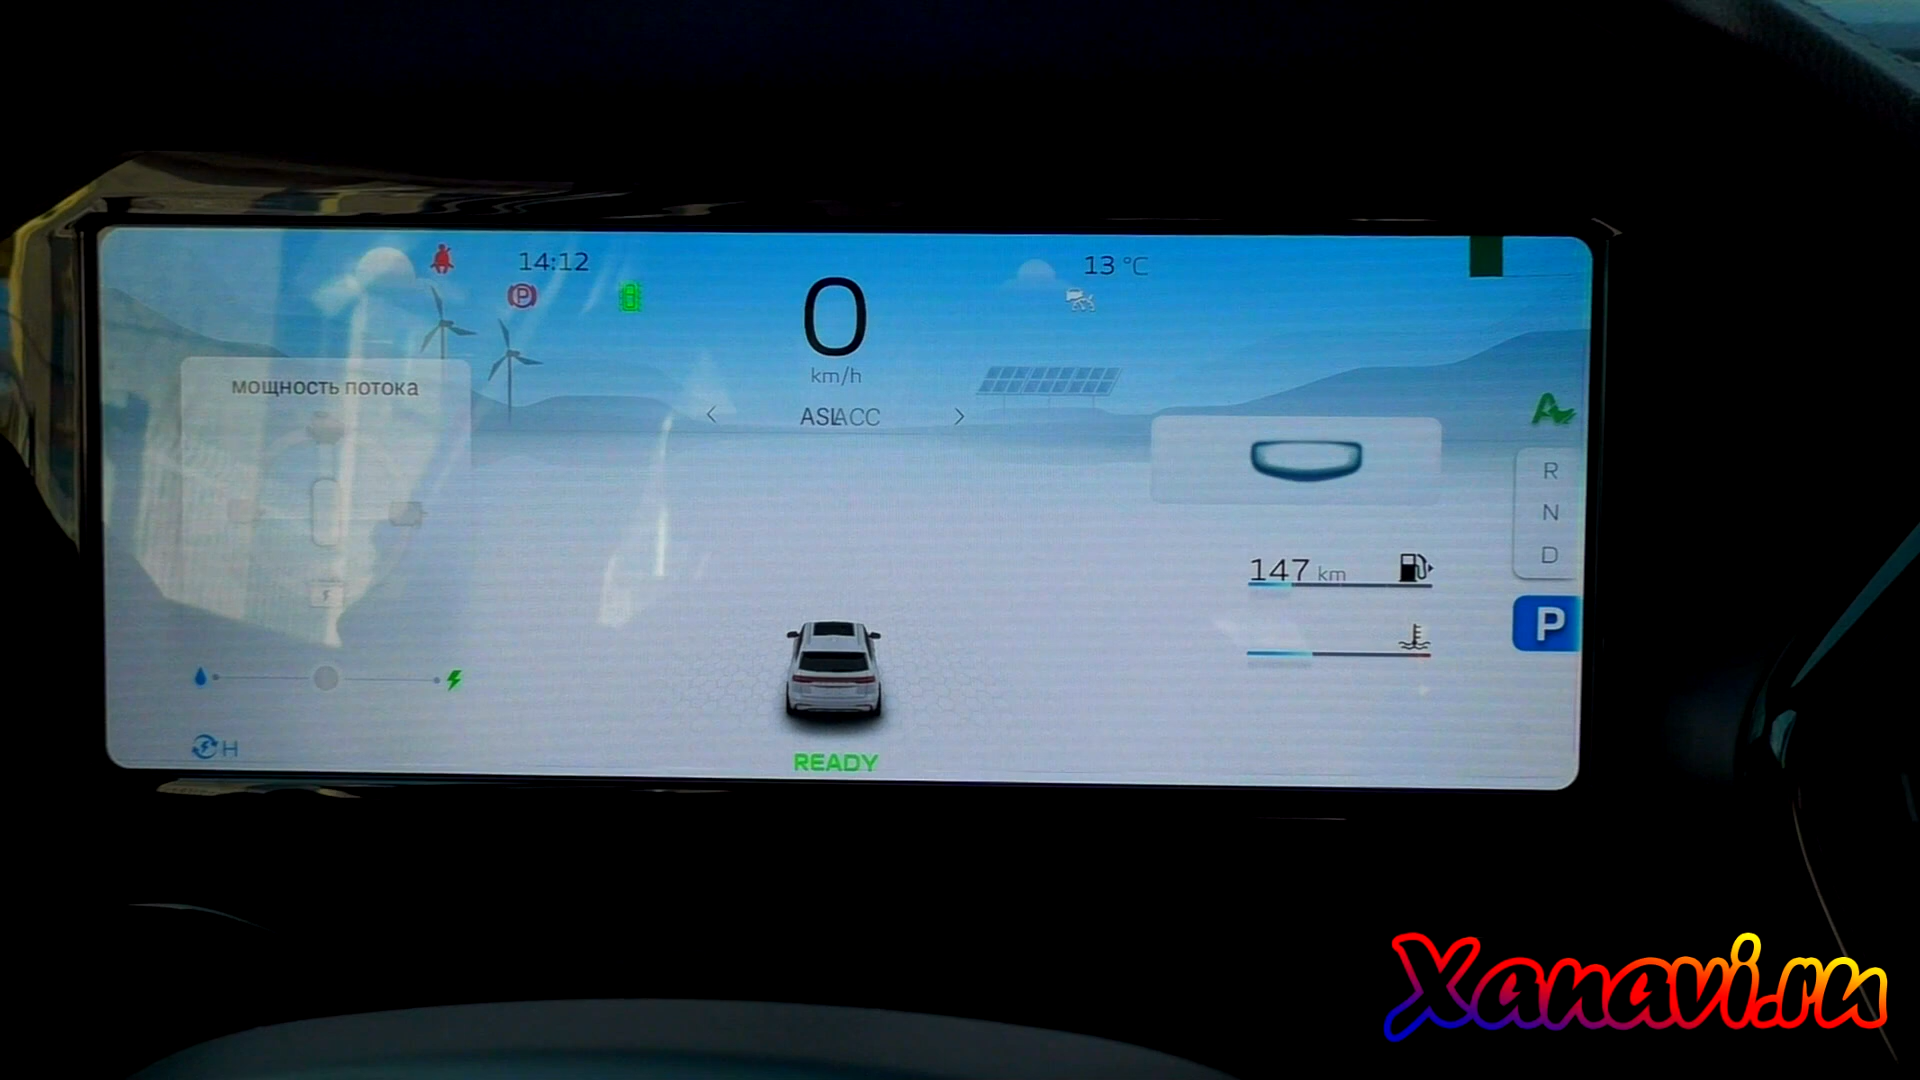 14:12
13 °C
0
km/h
мощность потока
< ASLACC >
R
N
D
147 km
P
H
READY
Xanavi.ru